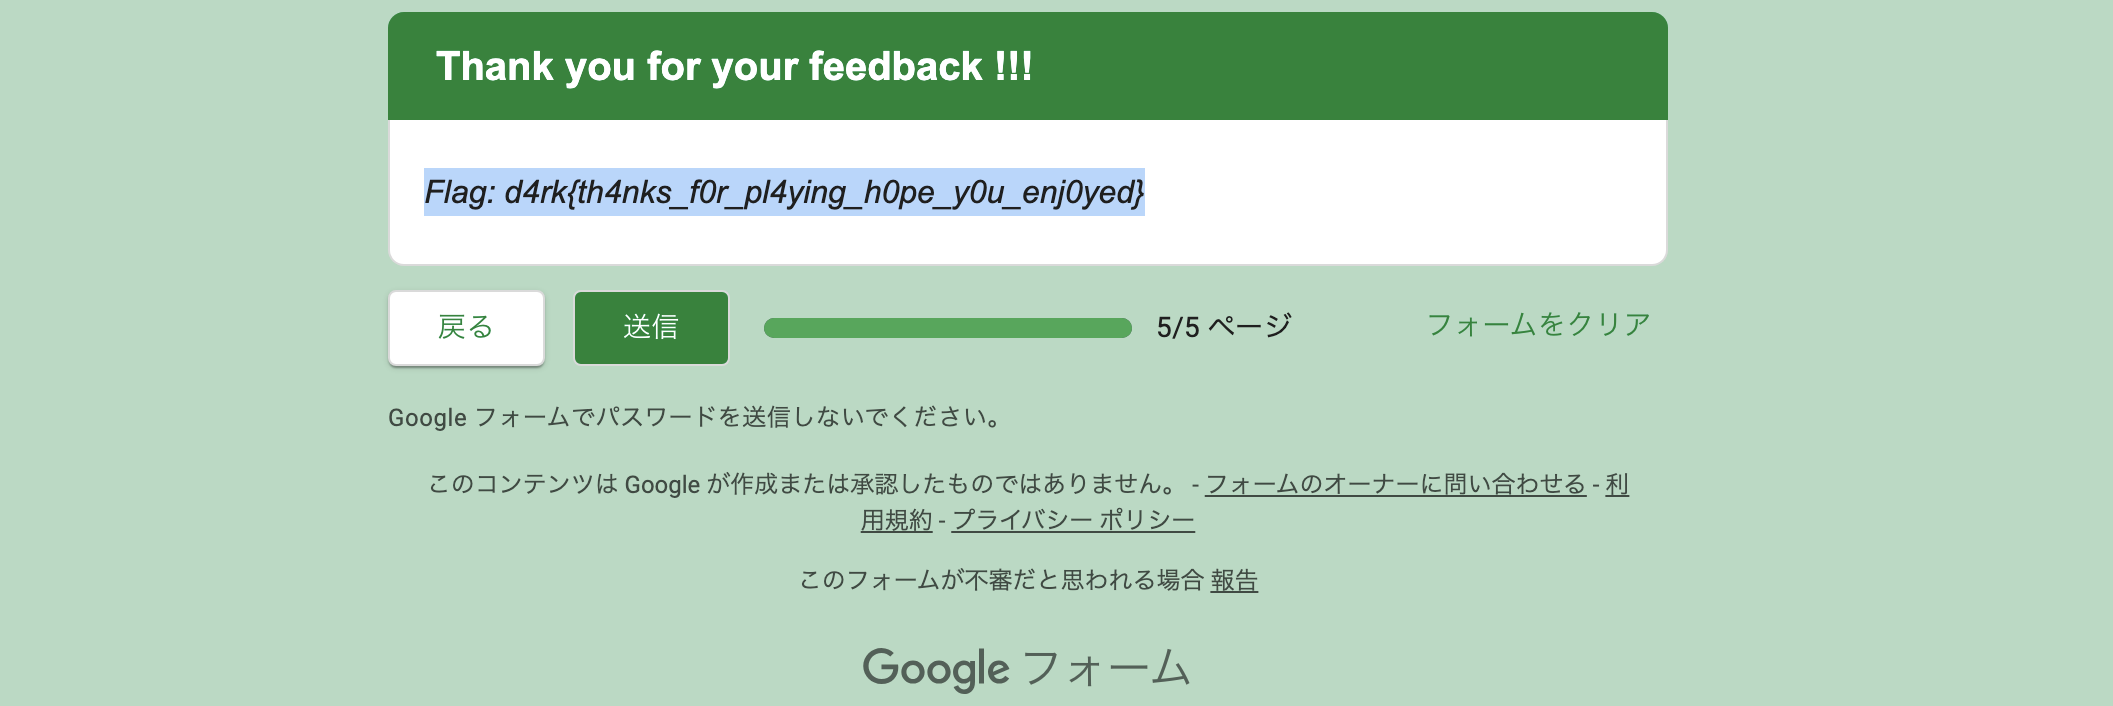 Thank you for your feedback !!!
Flag: d4rk{th4nks_f0r_pl4ying_h0pe_y0u_enj0yed}
戻る 送信 5/5 ページ フォームをクリア
Google フォームでパスワードを送信しないでください。
このコンテンツは Google が作成または承認したものではありません。 - フォームのオーナーに問い合わせる - 利
用規約 - プライバシー ポリシー
このフォームが不審だと思われる場合 報告
Google フォーム